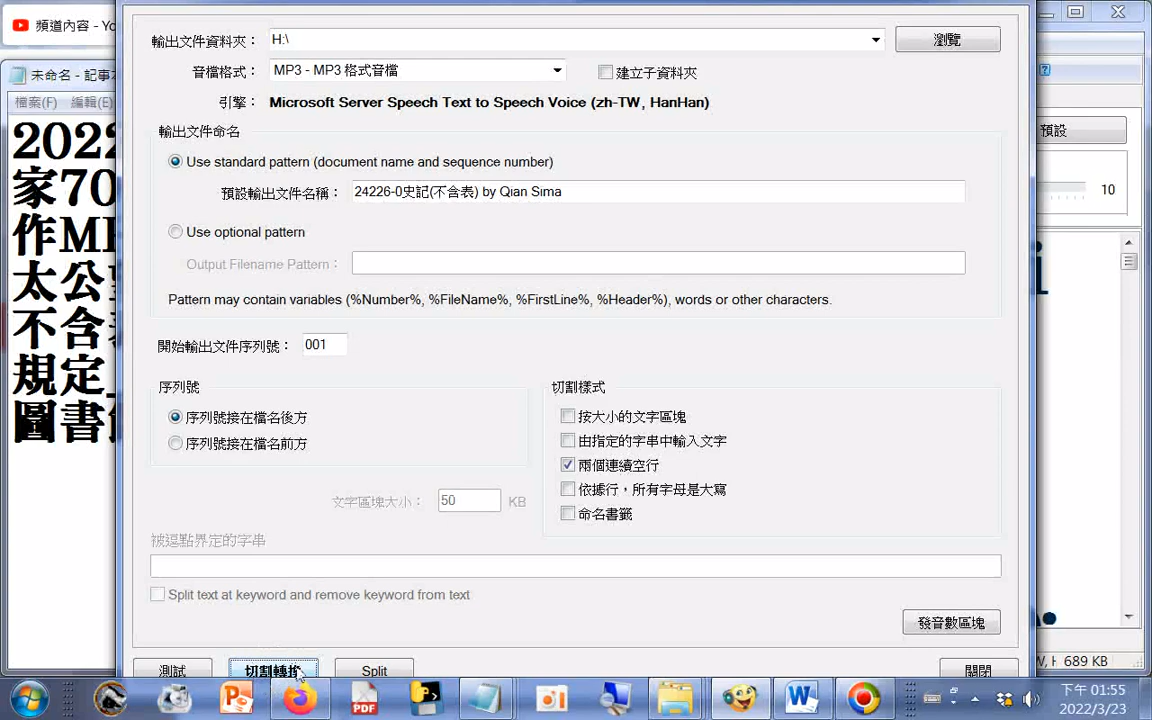 頻道內容 - Yo
輸出文件資料夾： H:\
瀏覽
未命名 - 記事本
音檔格式： MP3 - MP3 格式音檔
建立子資料夾
檔案(F) 編輯(E)
引擎： Microsoft Server Speech Text to Speech Voice (zh-TW, HanHan)
2022
輸出文件命名
預設
Use standard pattern (document name and sequence number)
家70
預設輸出文件名稱： 24226-0史記(不含表) by Qian Sima
10
作M
Use optional pattern
Output Filename Pattern：
太公
Pattern may contain variables (%Number%, %FileName%, %FirstLine%, %Header%), words or other characters.
不含
開始輸出文件序列號： 001
規定
序列號
切割樣式
圖書
序列號接在檔名後方
按大小的文字區塊
序列號接在檔名前方
由指定的字串中輸入文字
兩個連續空行
依據行，所有字母是大寫
文字區塊大小： 50 KB
命名書籤
被逗點界定的字串
Split text at keyword and remove keyword from text
發音數區塊
測試
切割轉換
Split
關閉
W, H 689 KB
下午 01:55
2022/3/23